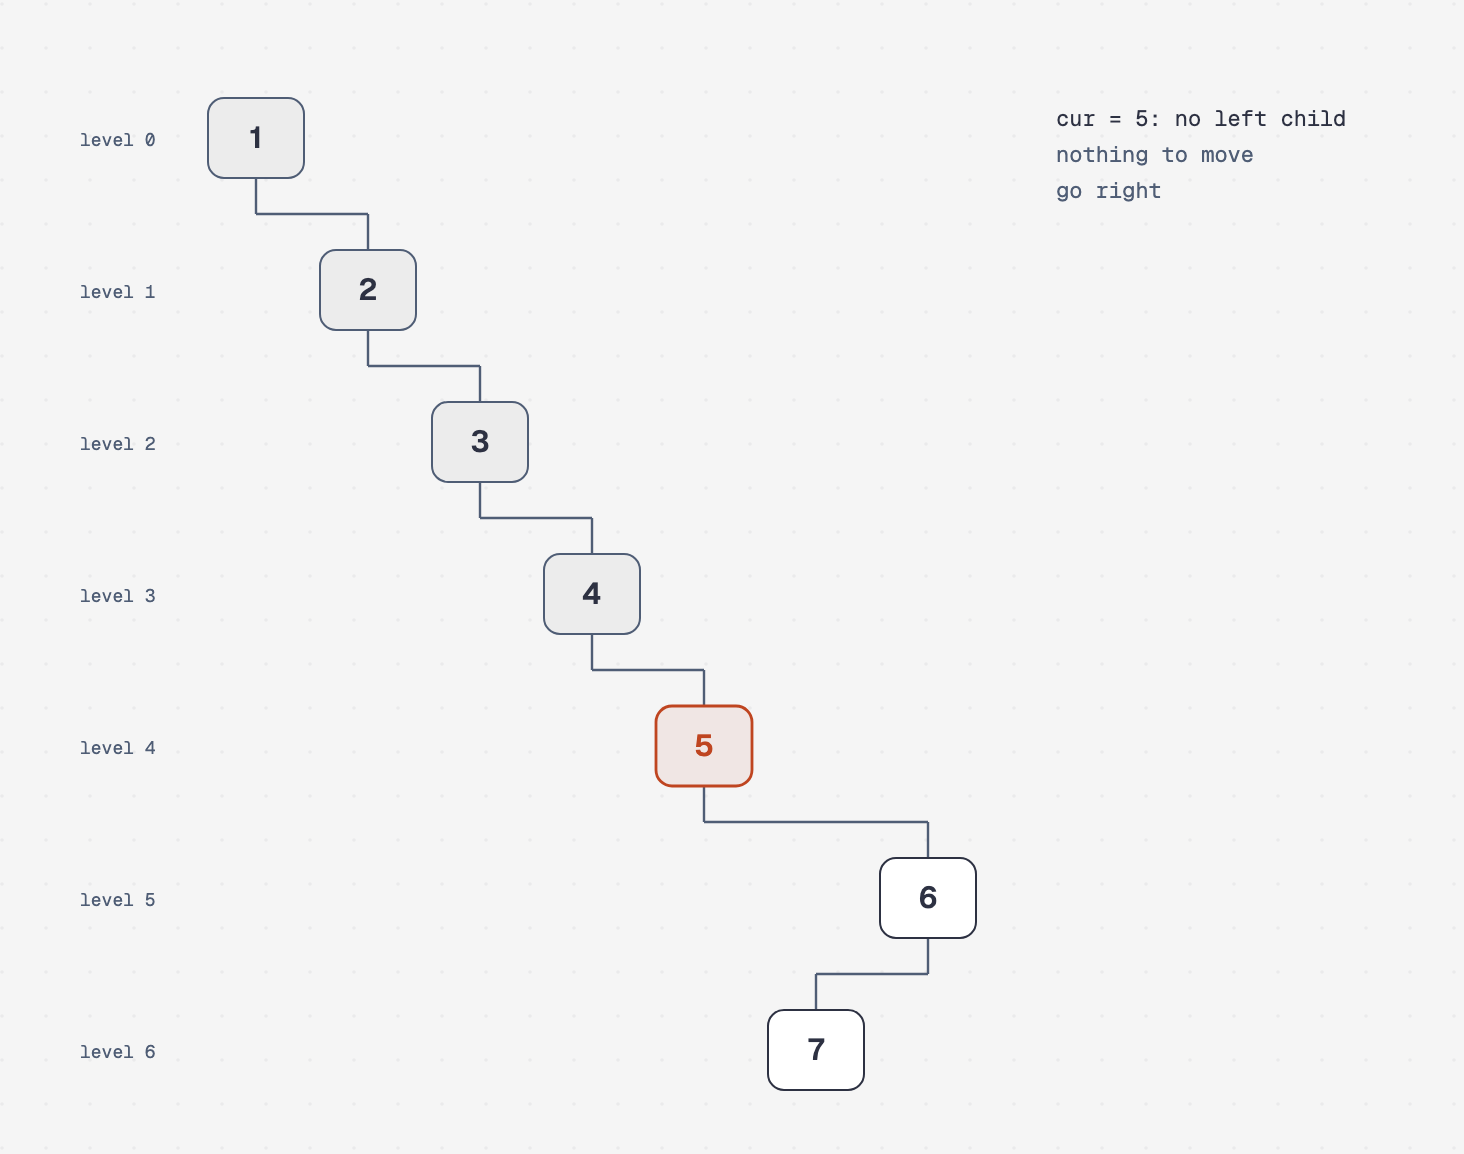 level 0
1
cur = 5: no left child
nothing to move
go right
level 1
2
level 2
3
level 3
4
level 4
5
level 5
6
level 6
7